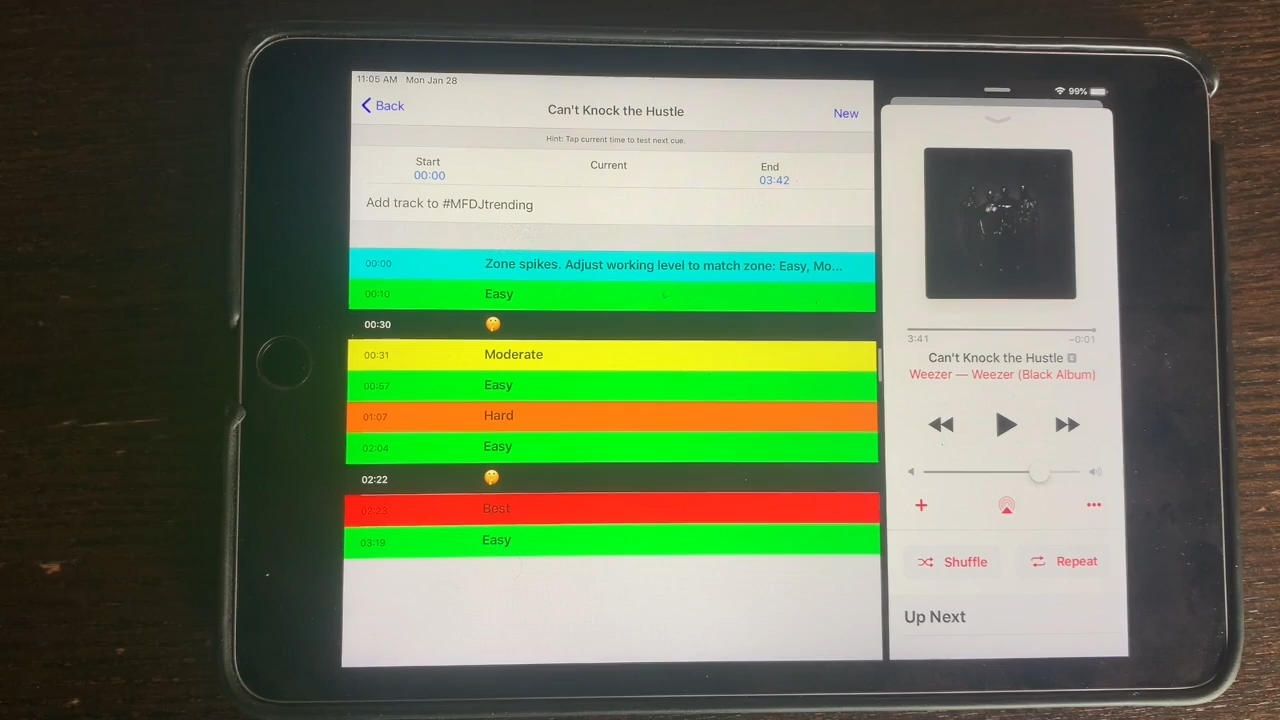 11:05 AM Mon Jan 28
99%
Back
Can't Knock the Hustle
New
Hint: Tap current time to test next cue.
Start
Current
End
00:00
03:42
Add track to #MFDJtrending
00:00 Zone spikes. Adjust working level to match zone: Easy, Mo...
00:10 Easy
00:30 🤫
00:31 Moderate
00:57 Easy
01:07 Hard
02:04 Easy
02:22 🤫
02:23 Best
03:19 Easy
3:41
−0:01
Can't Knock the Hustle E
Weezer — Weezer (Black Album)
Shuffle
Repeat
Up Next